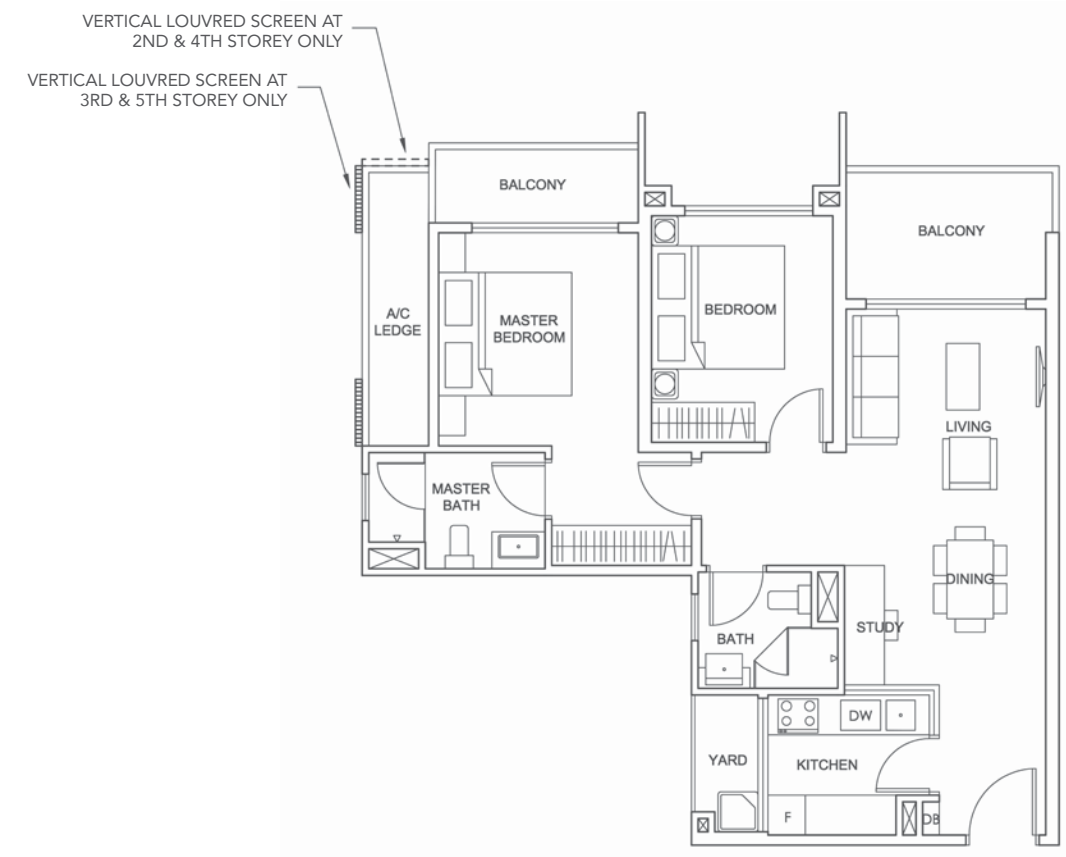 VERTICAL LOUVRED SCREEN AT
2ND & 4TH STOREY ONLY
VERTICAL LOUVRED SCREEN AT
3RD & 5TH STOREY ONLY
BALCONY
BALCONY
A/C
LEDGE
MASTER
BEDROOM
BEDROOM
LIVING
MASTER
BATH
DINING
STUDY
BATH
DW
YARD
KITCHEN
F
DB